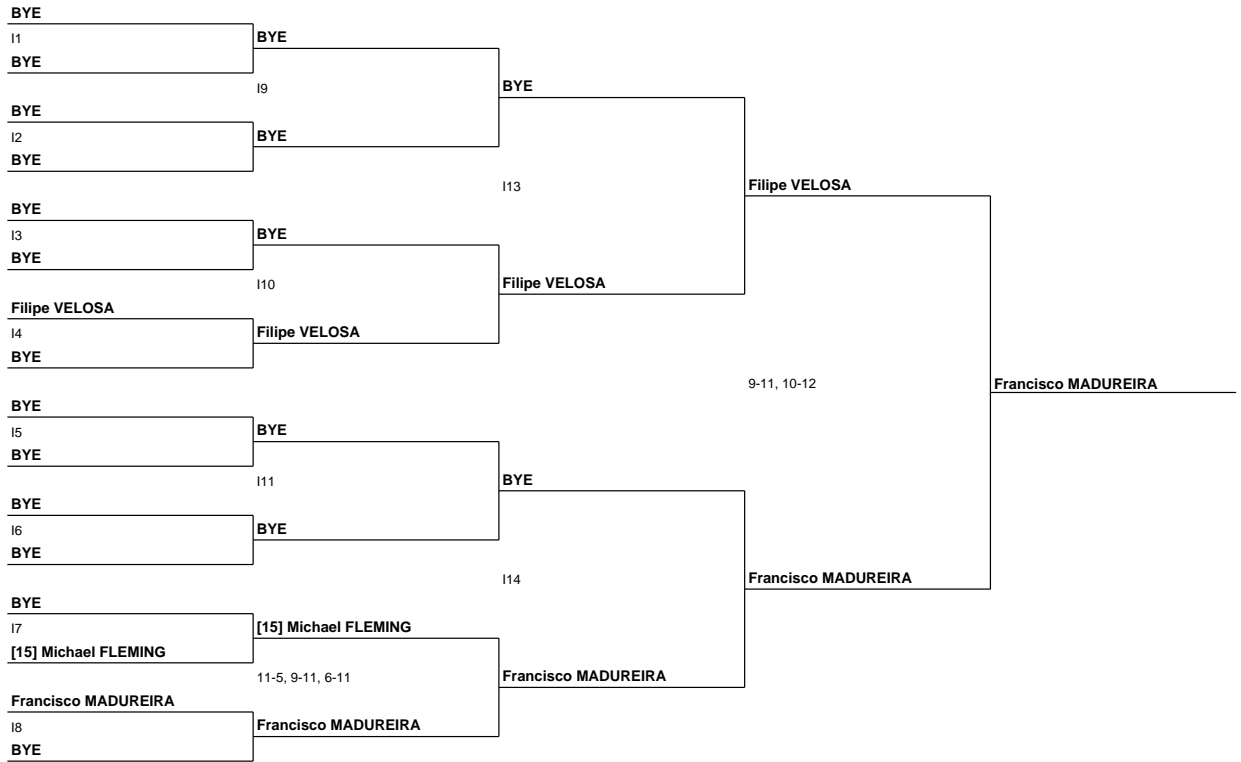 BYE
I1
BYE
BYE
I9
BYE
BYE
I2
BYE
BYE
I13
Filipe VELOSA
BYE
I3
BYE
BYE
I10
Filipe VELOSA
Filipe VELOSA
I4
Filipe VELOSA
BYE
9-11, 10-12
Francisco MADUREIRA
BYE
I5
BYE
BYE
I11
BYE
BYE
I6
BYE
BYE
I14
Francisco MADUREIRA
BYE
I7
[15] Michael FLEMING
[15] Michael FLEMING
11-5, 9-11, 6-11
Francisco MADUREIRA
Francisco MADUREIRA
I8
Francisco MADUREIRA
BYE